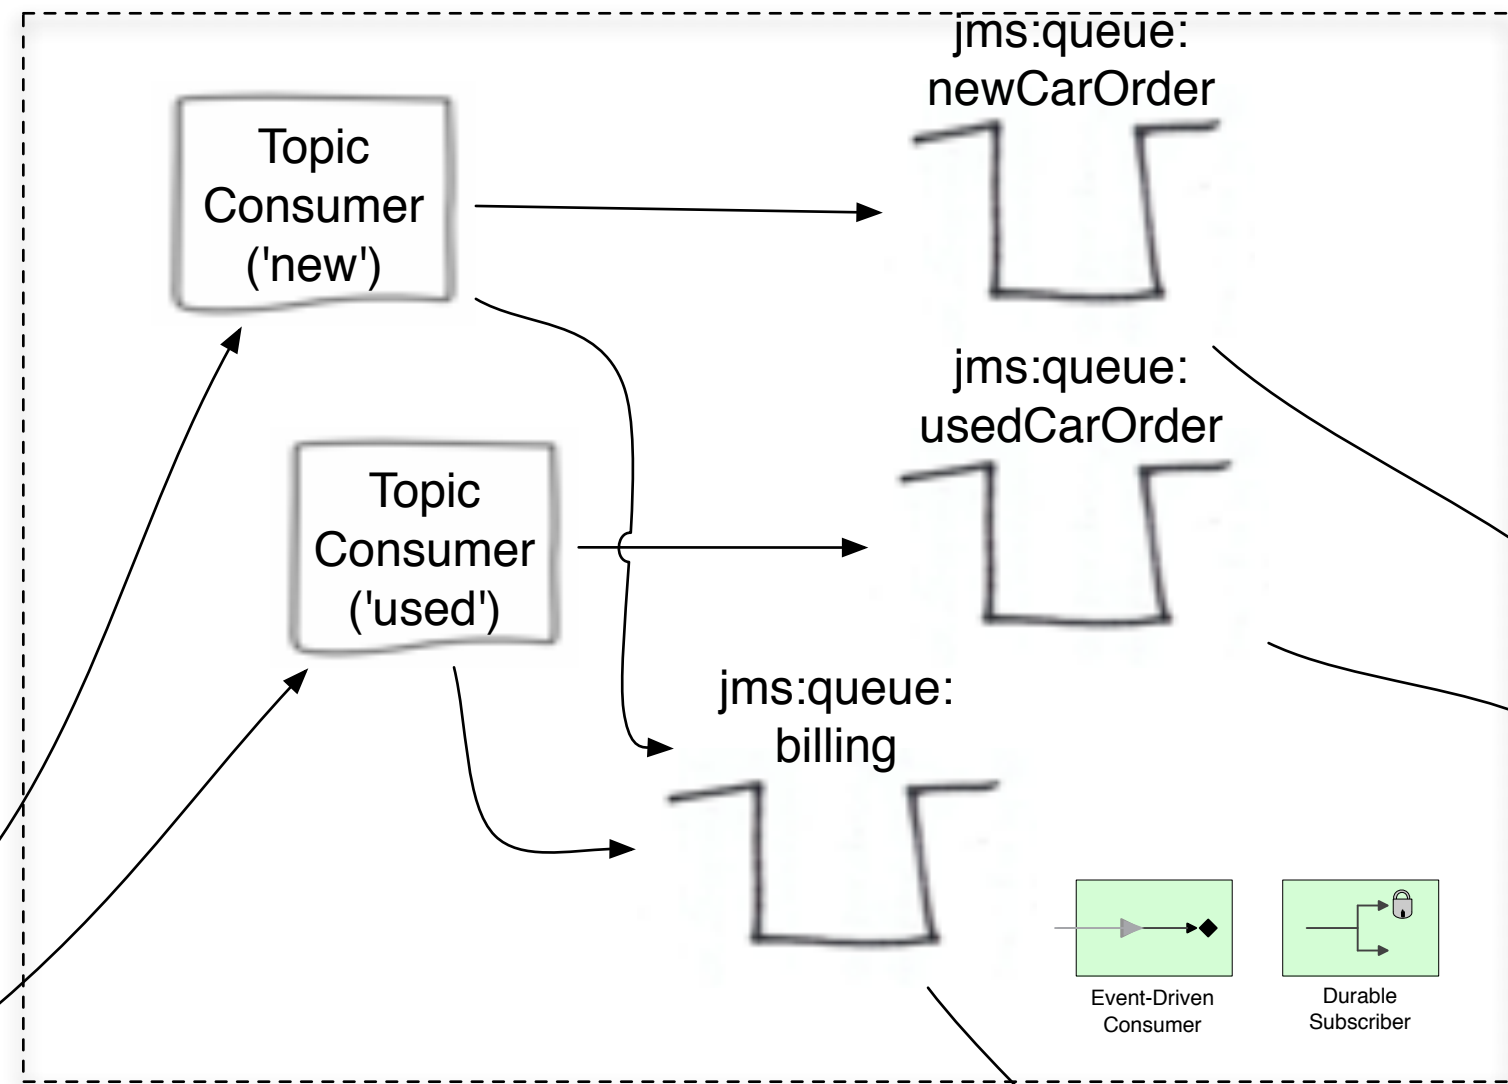 jms:queue:
newCarOrder
Topic
Consumer
('new')
jms:queue:
usedCarOrder
Topic
Consumer
('used')
jms:queue:
billing
Event-Driven
Consumer
Durable
Subscriber